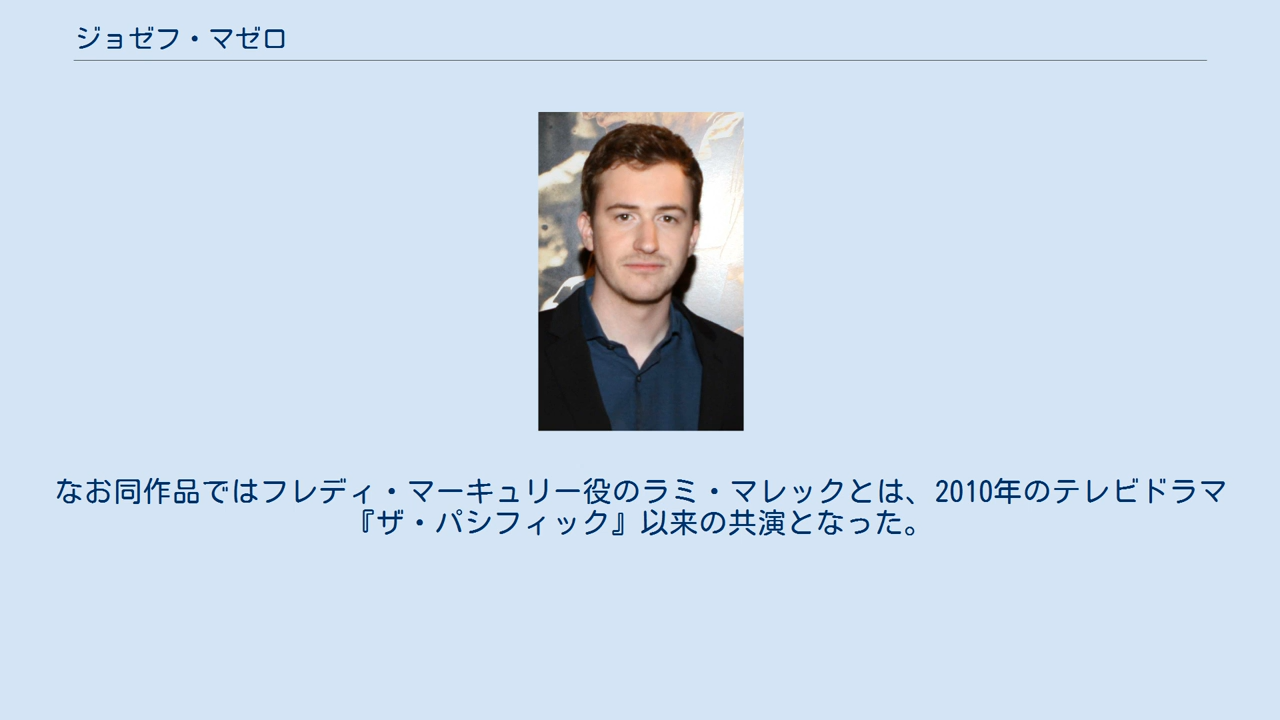 ジョゼフ・マゼロ
なお同作品ではフレディ・マーキュリー役のラミ・マレックとは、2010年のテレビドラマ
『ザ・パシフィック』以来の共演となった。